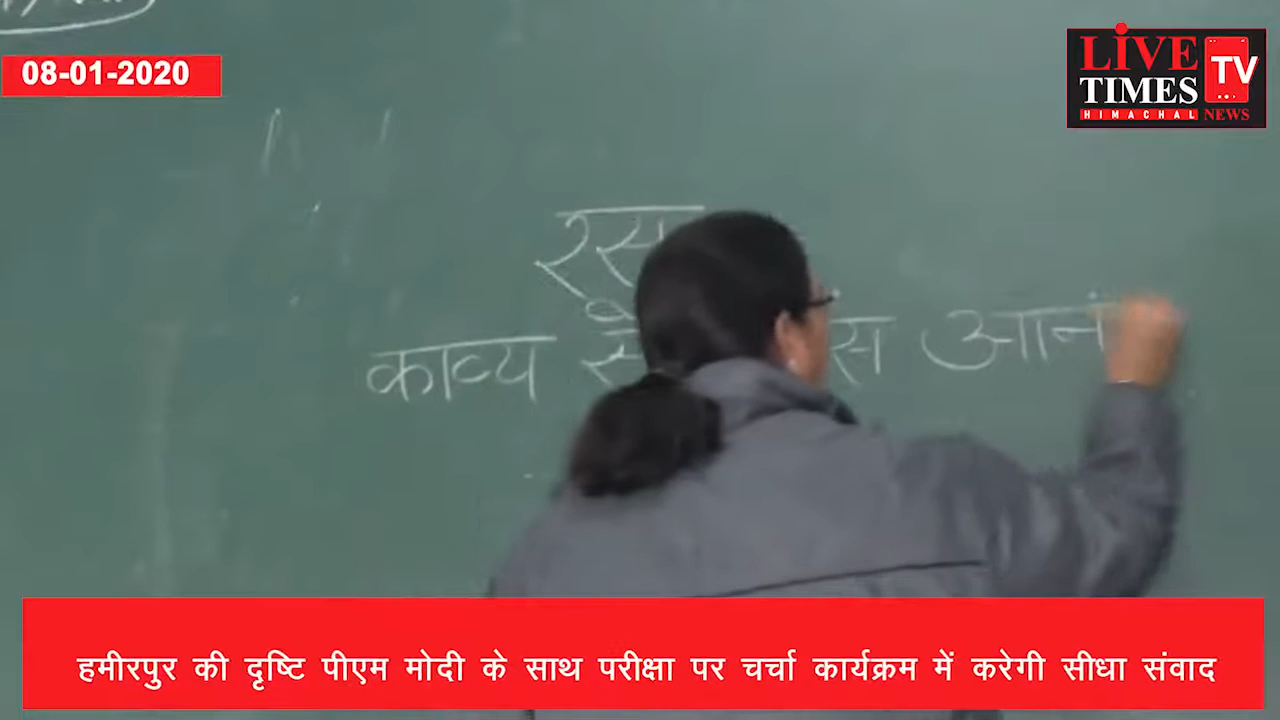 08-01-2020
LiVE
TIMES TV
HIMACHAL NEWS
रस
काव्य
आनं
हमीरपुर की दृष्टि पीएम मोदी के साथ परीक्षा पर चर्चा कार्यक्रम में करेगी सीधा संवाद